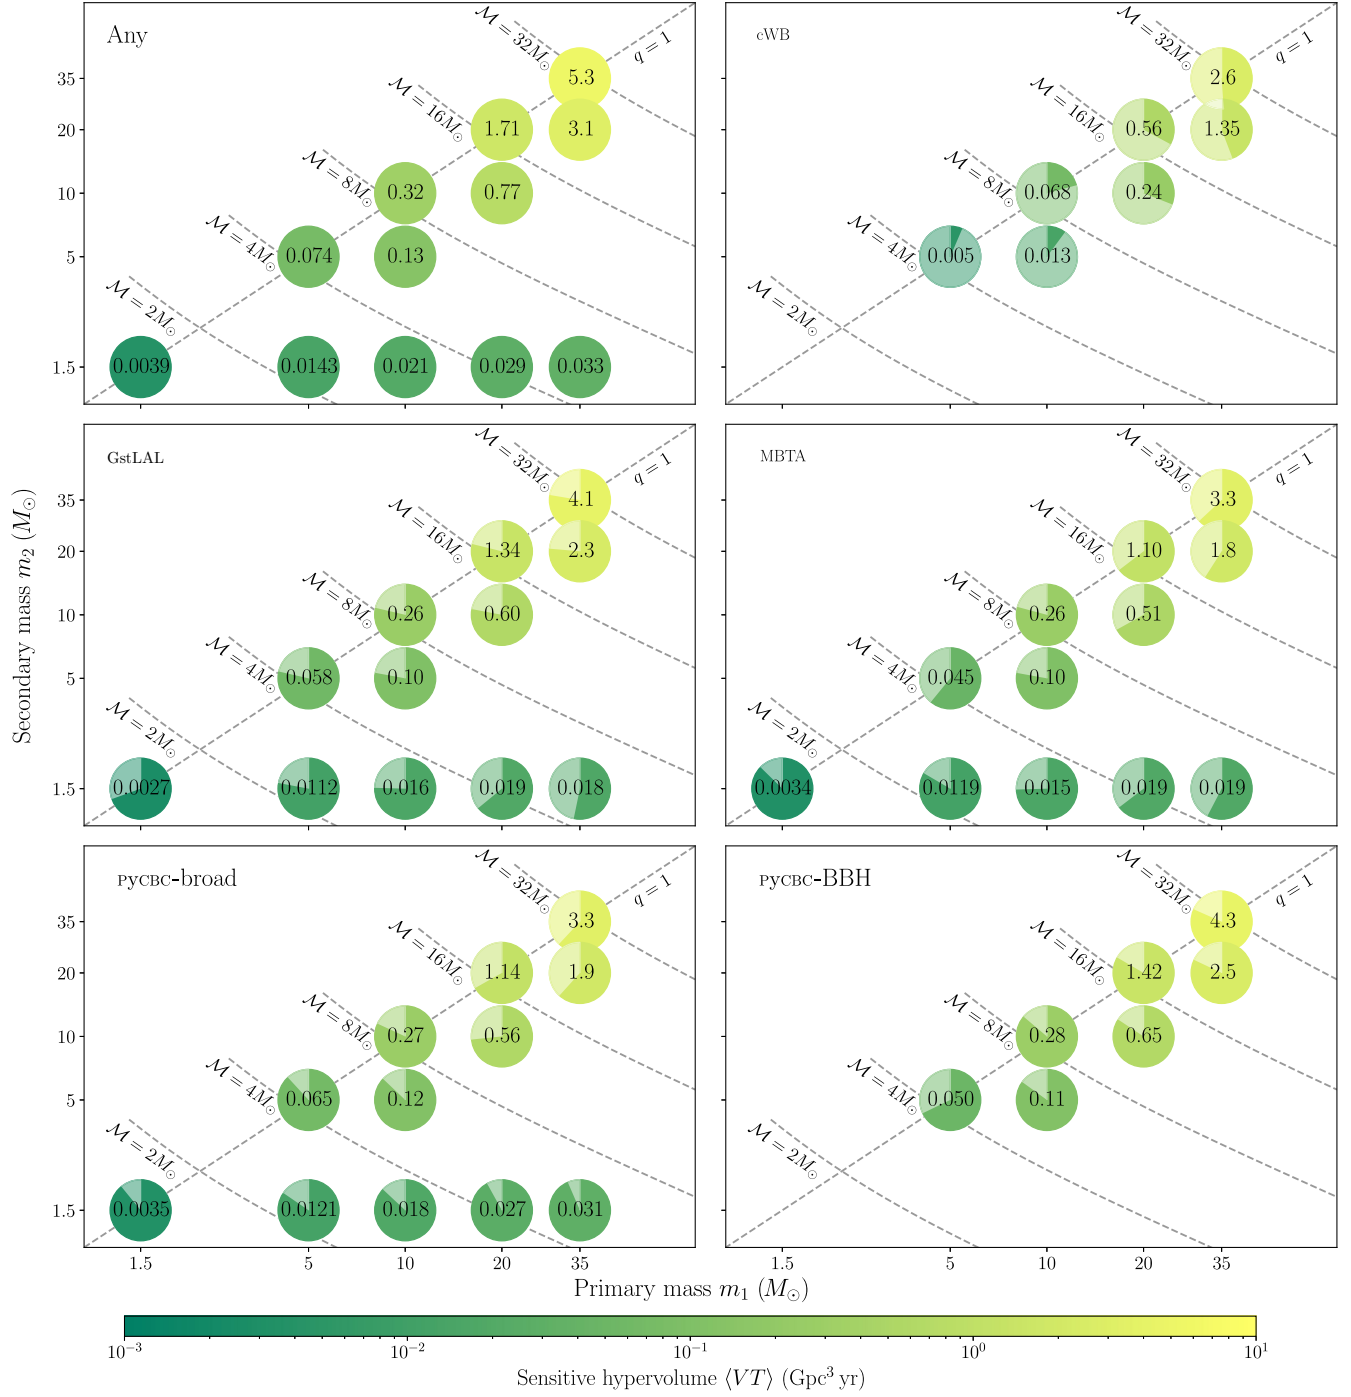 Any
ℳ = 32M⊙
q = 1
ℳ = 16M⊙
ℳ = 8M⊙
ℳ = 4M⊙
ℳ = 2M⊙
35
20
10
5
1.5
5.3
1.71
3.1
0.32
0.77
0.074
0.13
0.0039
0.0143
0.021
0.029
0.033
cWB
ℳ = 32M⊙
q = 1
ℳ = 16M⊙
ℳ = 8M⊙
ℳ = 4M⊙
ℳ = 2M⊙
2.6
0.56
1.35
0.068
0.24
0.005
0.013
Secondary mass m₂ (M⊙)
GstLAL
ℳ = 32M⊙
q = 1
ℳ = 16M⊙
ℳ = 8M⊙
ℳ = 4M⊙
ℳ = 2M⊙
35
20
10
5
1.5
4.1
1.34
2.3
0.26
0.60
0.058
0.10
0.0027
0.0112
0.016
0.019
0.018
MBTA
ℳ = 32M⊙
q = 1
ℳ = 16M⊙
ℳ = 8M⊙
ℳ = 4M⊙
ℳ = 2M⊙
3.3
1.10
1.8
0.26
0.51
0.045
0.10
0.0034
0.0119
0.015
0.019
0.019
PyCBC-broad
ℳ = 32M⊙
q = 1
ℳ = 16M⊙
ℳ = 8M⊙
ℳ = 4M⊙
ℳ = 2M⊙
35
20
10
5
1.5
3.3
1.14
1.9
0.27
0.56
0.065
0.12
0.0035
0.0121
0.018
0.027
0.031
1.5 5 10 20 35
PyCBC-BBH
ℳ = 32M⊙
q = 1
ℳ = 16M⊙
ℳ = 8M⊙
ℳ = 4M⊙
ℳ = 2M⊙
4.3
1.42
2.5
0.28
0.65
0.050
0.11
1.5 5 10 20 35
Primary mass m₁ (M⊙)
10⁻³ 10⁻² 10⁻¹ 10⁰ 10¹
Sensitive hypervolume ⟨VT⟩ (Gpc³ yr)